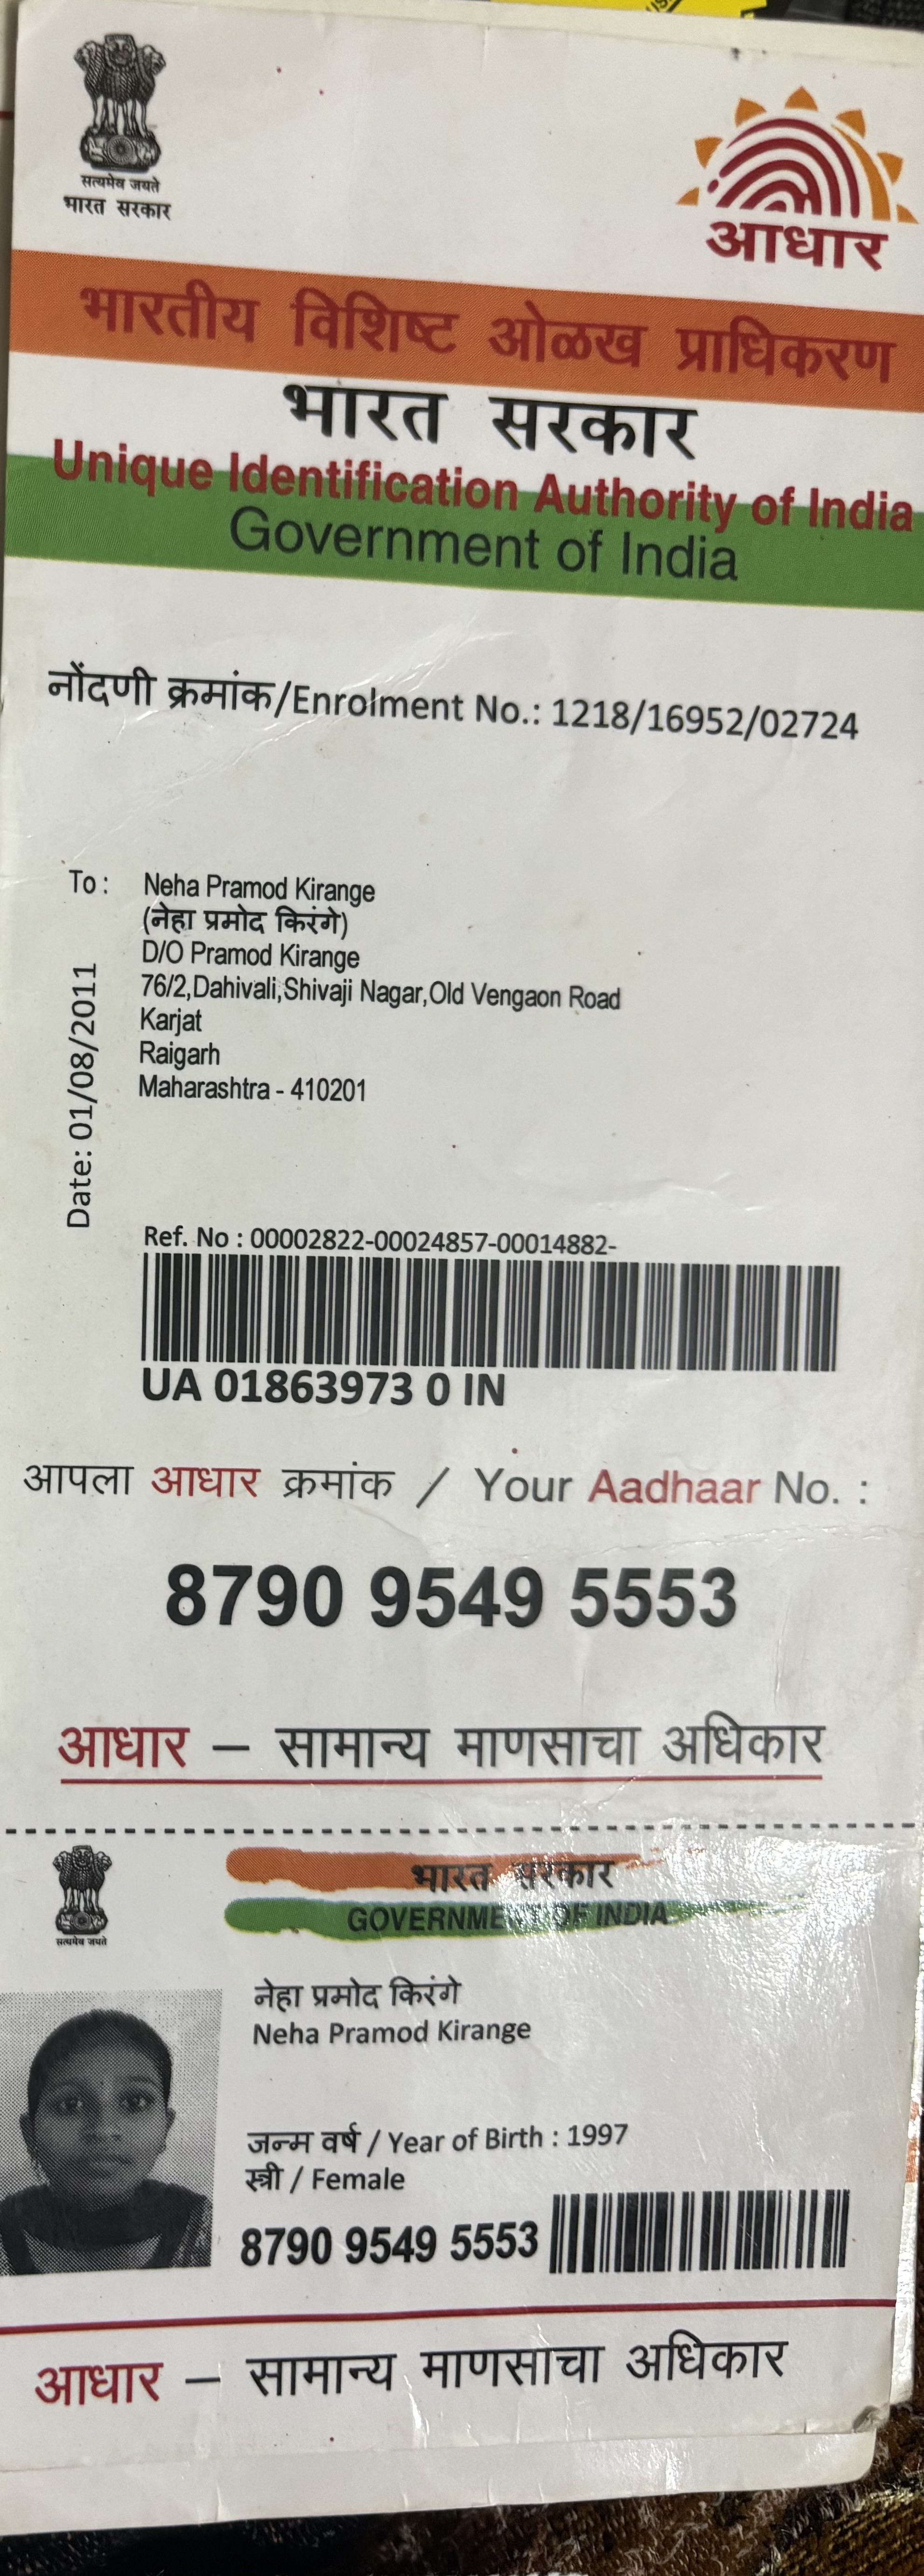 सत्यमेव जयते
भारत सरकार
आधार
भारतीय विशिष्ट ओळख प्राधिकरण
भारत सरकार
Unique Identification Authority of India
Government of India
नोंदणी क्रमांक/Enrolment No.: 1218/16952/02724
To :
Neha Pramod Kirange
(नेहा प्रमोद किरंगे)
D/O Pramod Kirange
76/2,Dahivali,Shivaji Nagar,Old Vengaon Road
Karjat
Raigarh
Maharashtra - 410201
Date: 01/08/2011
Ref. No : 00002822-00024857-00014882-
UA 01863973 0 IN
आपला आधार क्रमांक / Your Aadhaar No. :
8790 9549 5553
आधार – सामान्य माणसाचा अधिकार
सत्यमेव जयते
भारत सरकार
GOVERNMENT OF INDIA
नेहा प्रमोद किरंगे
Neha Pramod Kirange
जन्म वर्ष / Year of Birth : 1997
स्त्री / Female
8790 9549 5553
आधार – सामान्य माणसाचा अधिकार